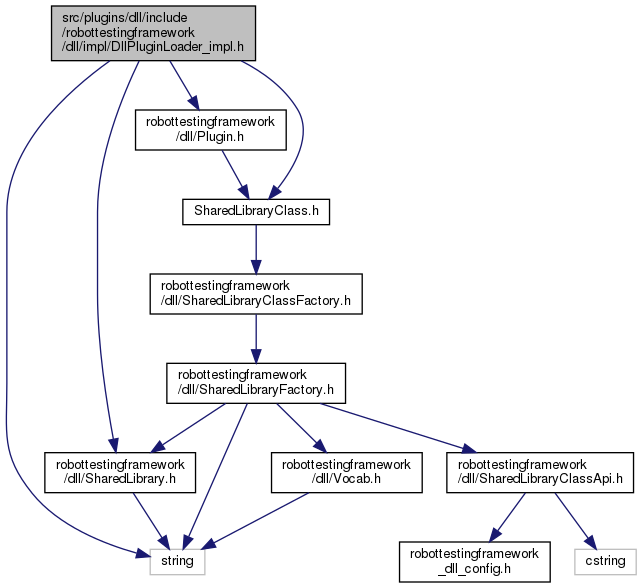 src/plugins/dll/include
/robottestingframework
/dll/impl/DllPluginLoader_impl.h
robottestingframework
/dll/Plugin.h
SharedLibraryClass.h
robottestingframework
/dll/SharedLibraryClassFactory.h
robottestingframework
/dll/SharedLibraryFactory.h
robottestingframework
/dll/SharedLibrary.h
robottestingframework
/dll/Vocab.h
robottestingframework
/dll/SharedLibraryClassApi.h
string
robottestingframework
_dll_config.h
cstring